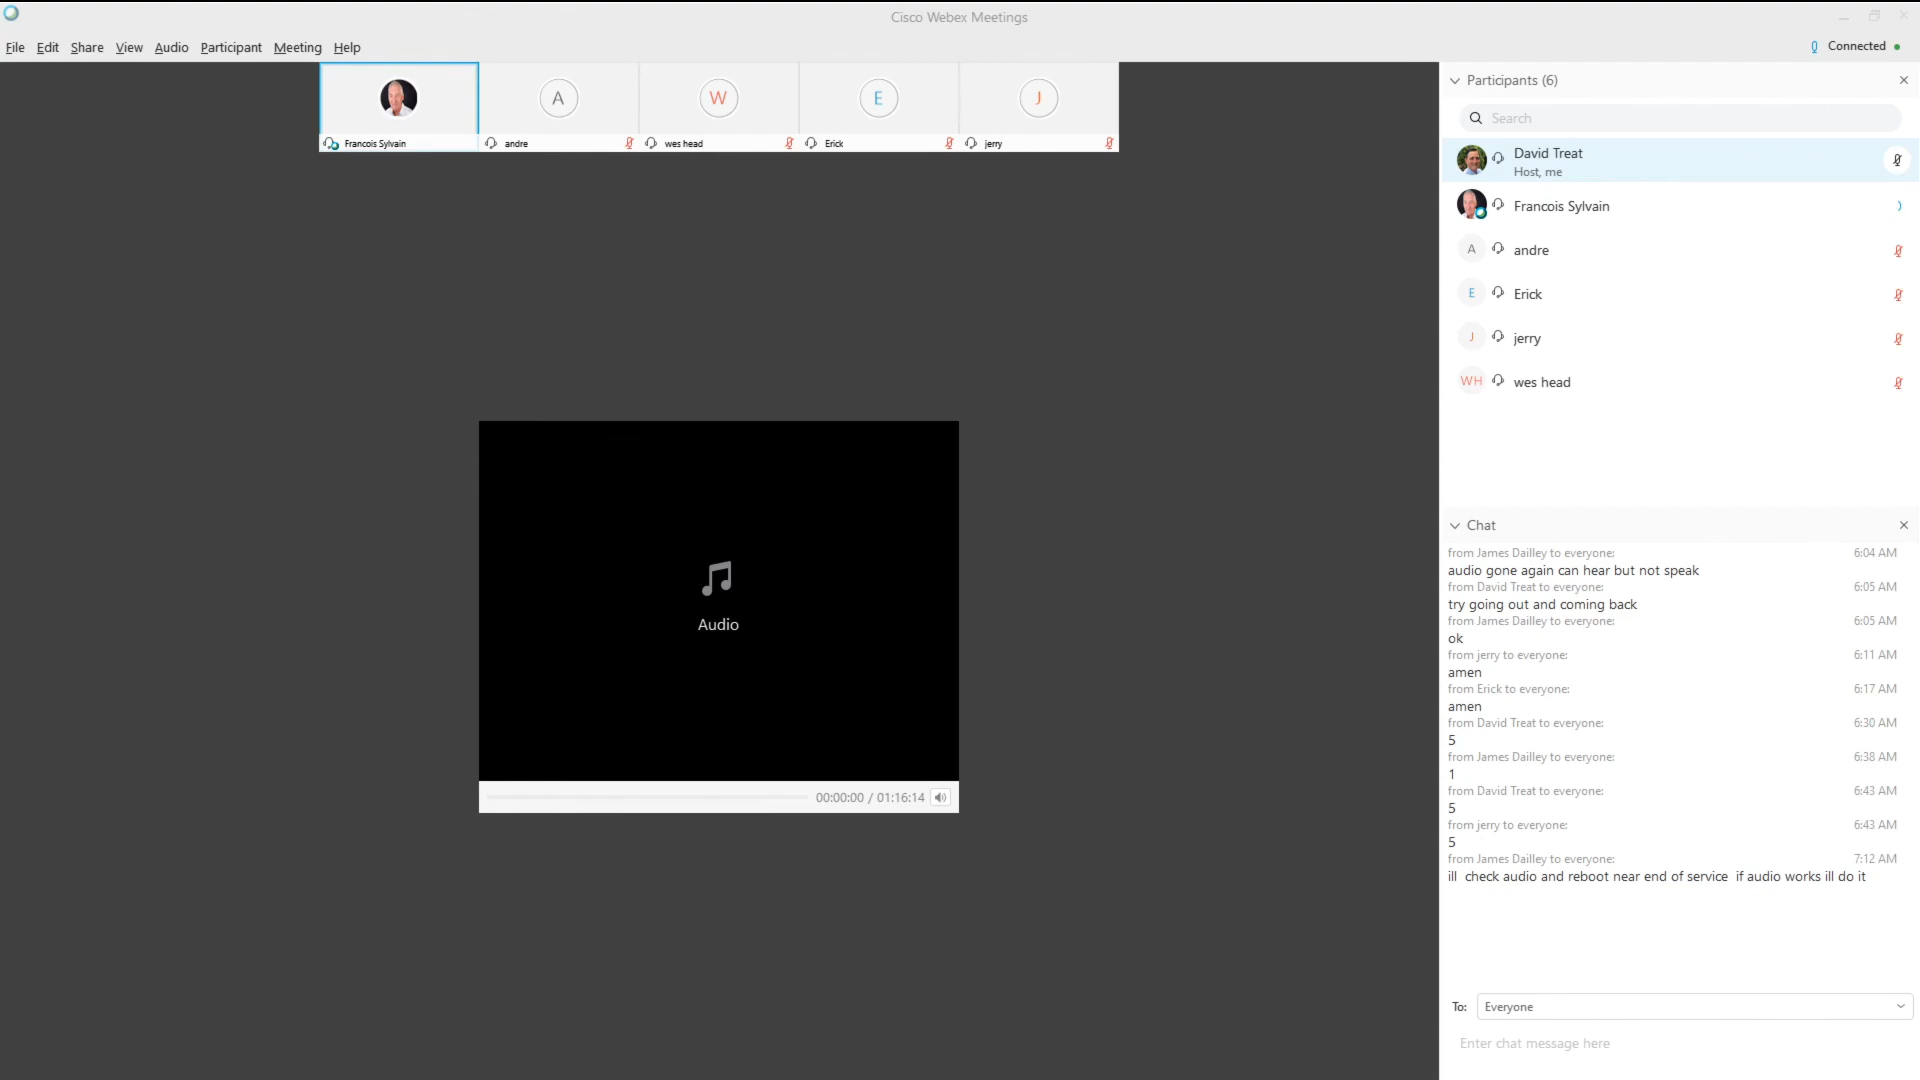 Cisco Webex Meetings
File Edit Share View Audio Participant Meeting Help
Connected
A
W
E
J
Francois Sylvain
andre
wes head
Erick
jerry
Participants (6)
Search
David Treat
Host, me
Francois Sylvain
A andre
E Erick
J jerry
WH wes head
Audio
00:00:00 / 01:16:14
Chat
from James Dailley to everyone: 6:04 AM
audio gone again can hear but not speak
from David Treat to everyone: 6:05 AM
try going out and coming back
from James Dailley to everyone: 6:05 AM
ok
from jerry to everyone: 6:11 AM
amen
from Erick to everyone: 6:17 AM
amen
from David Treat to everyone: 6:30 AM
5
from James Dailley to everyone: 6:38 AM
1
from David Treat to everyone: 6:43 AM
5
from jerry to everyone: 6:43 AM
5
from James Dailley to everyone: 7:12 AM
ill check audio and reboot near end of service if audio works ill do it
To: Everyone
Enter chat message here